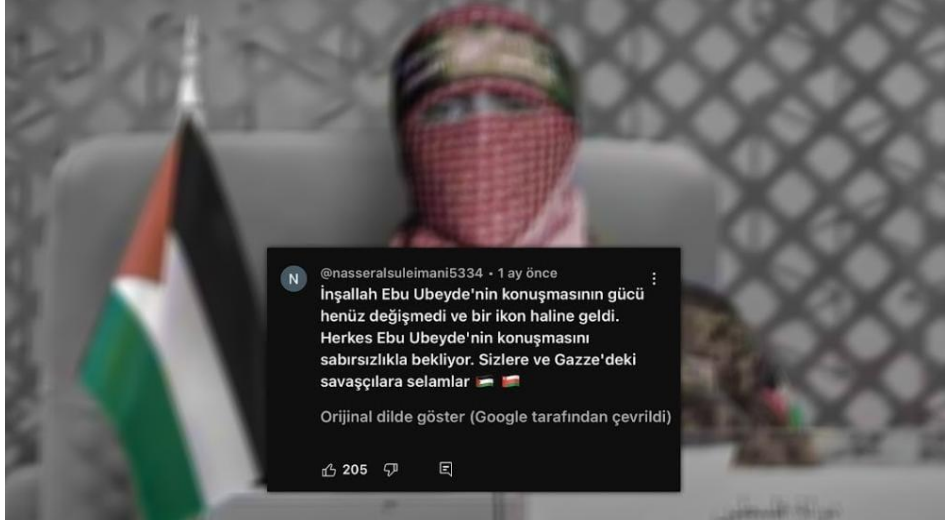 N
@nasseralsuleimani5334 • 1 ay önce
İnşallah Ebu Ubeyde'nin konuşmasının gücü
henüz değişmedi ve bir ikon haline geldi.
Herkes Ebu Ubeyde'nin konuşmasını
sabırsızlıkla bekliyor. Sizlere ve Gazze'deki
savaşçılara selamlar 🇵🇸 🇴🇲
Orijinal dilde göster (Google tarafından çevrildi)
205